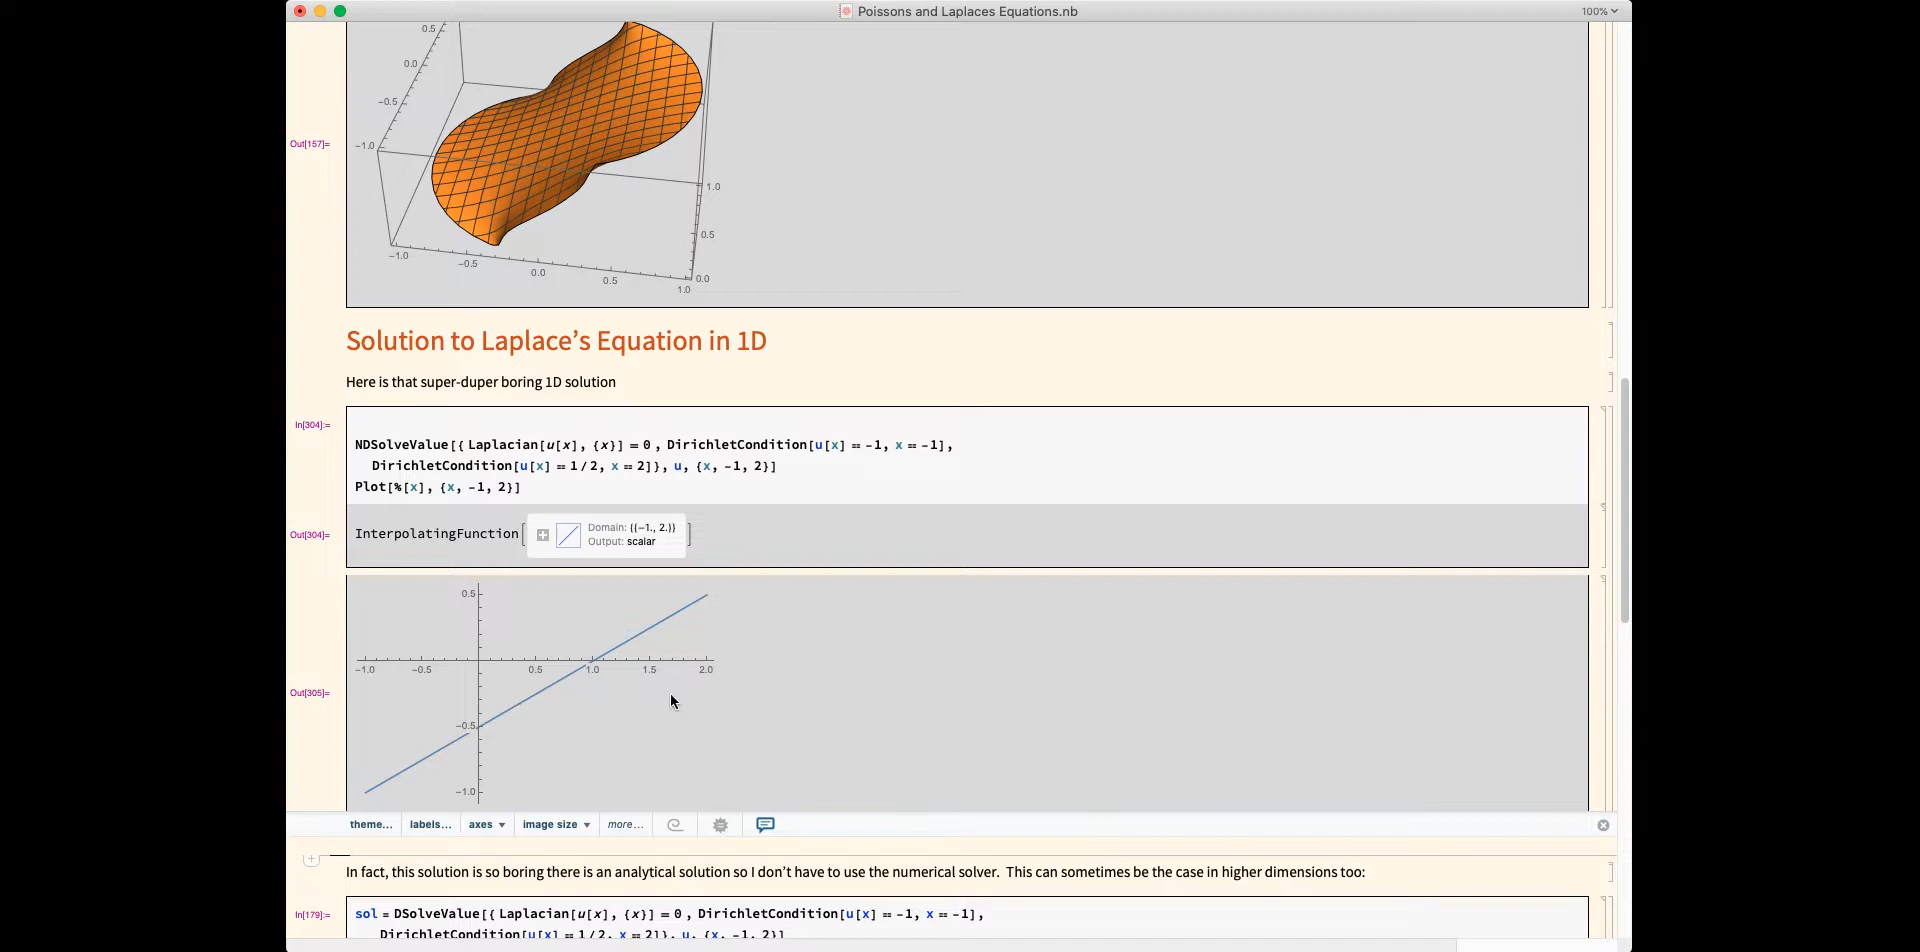 Poissons and Laplaces Equations.nb
100%
0.5
0.0
−0.5
−1.0
Out[157]=
1.0
0.5
0.0
−1.0
−0.5
0.0
0.5
1.0
Solution to Laplace’s Equation in 1D
Here is that super-duper boring 1D solution
In[304]:=
NDSolveValue[{ Laplacian[u[x], {x}] == 0 , DirichletCondition[u[x] == -1, x == -1],
DirichletCondition[u[x] == 1 / 2, x == 2]}, u, {x, -1, 2}]
Plot[%[x], {x, -1, 2}]
Out[304]=
InterpolatingFunction[ Domain: {{−1., 2.}} ]
Output: scalar
0.5
−1.0 −0.5 0.5 1.0 1.5 2.0
Out[305]=
−0.5
−1.0
theme... labels... axes image size more...
In fact, this solution is so boring there is an analytical solution so I don’t have to use the numerical solver. This can sometimes be the case in higher dimensions too:
In[179]:=
sol = DSolveValue[{ Laplacian[u[x], {x}] == 0 , DirichletCondition[u[x] == -1, x == -1],
DirichletCondition[u[x] == 1 / 2, x == 2]}, u, {x, -1, 2}]